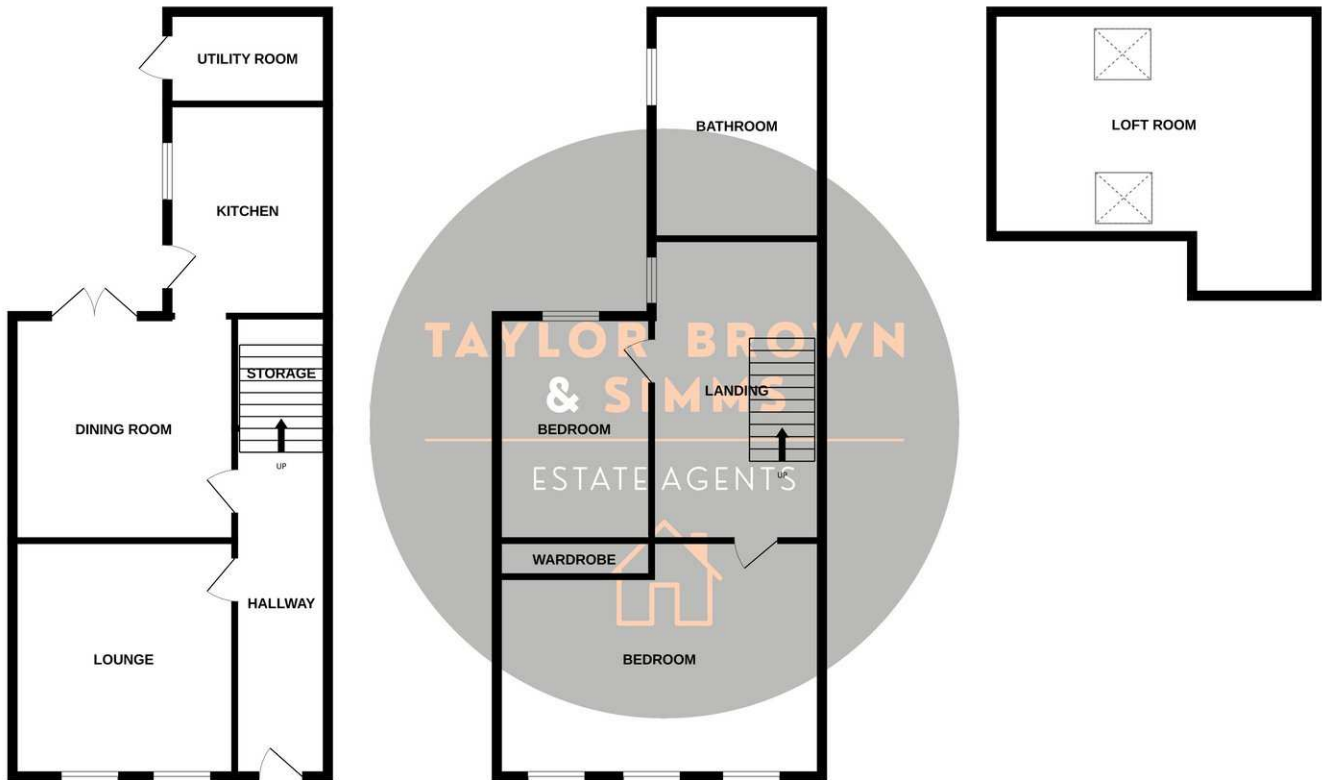 UTILITY ROOM
KITCHEN
STORAGE
DINING ROOM
UP
HALLWAY
LOUNGE
BATHROOM
TAYLOR BROWN
& SIMMS
ESTATE AGENTS
LANDING
BEDROOM
UP
WARDROBE
BEDROOM
LOFT ROOM